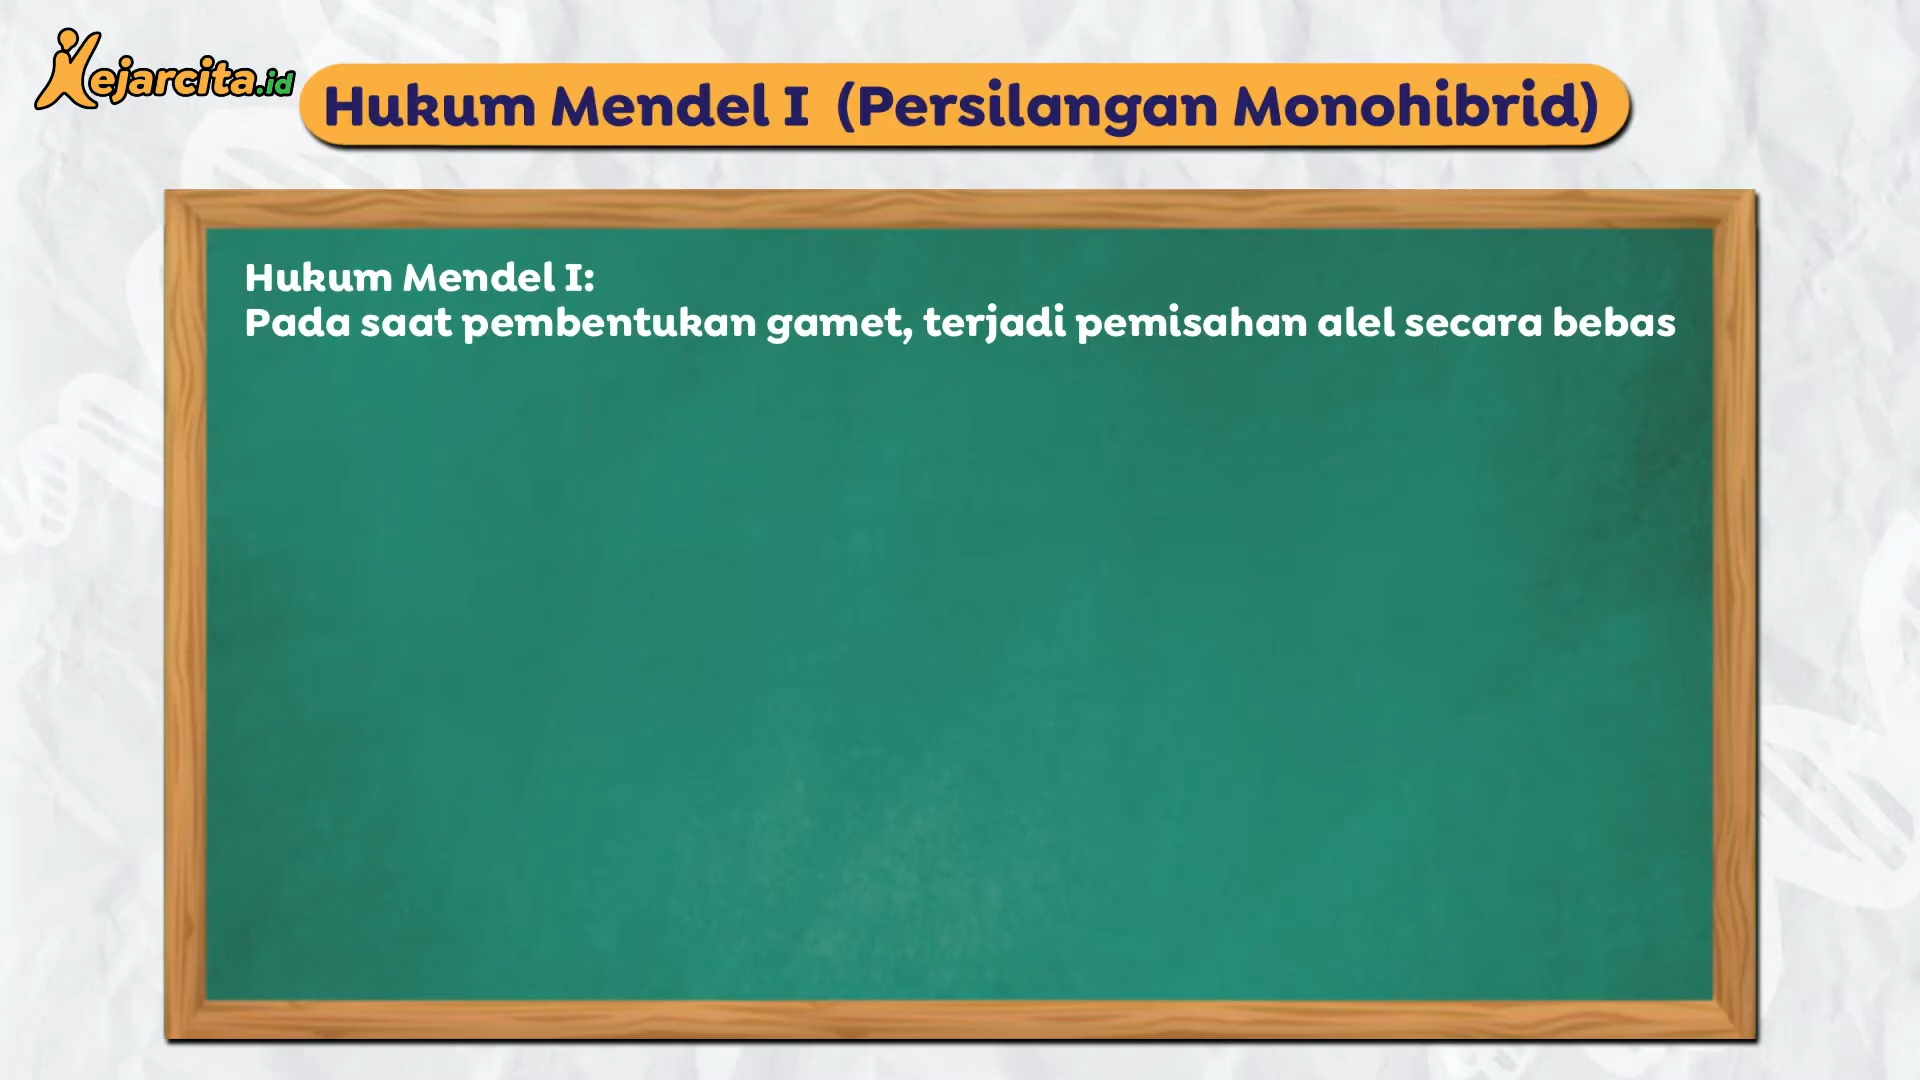 Kejarcita.id
Hukum Mendel I (Persilangan Monohibrid)
Hukum Mendel I:
Pada saat pembentukan gamet, terjadi pemisahan alel secara bebas